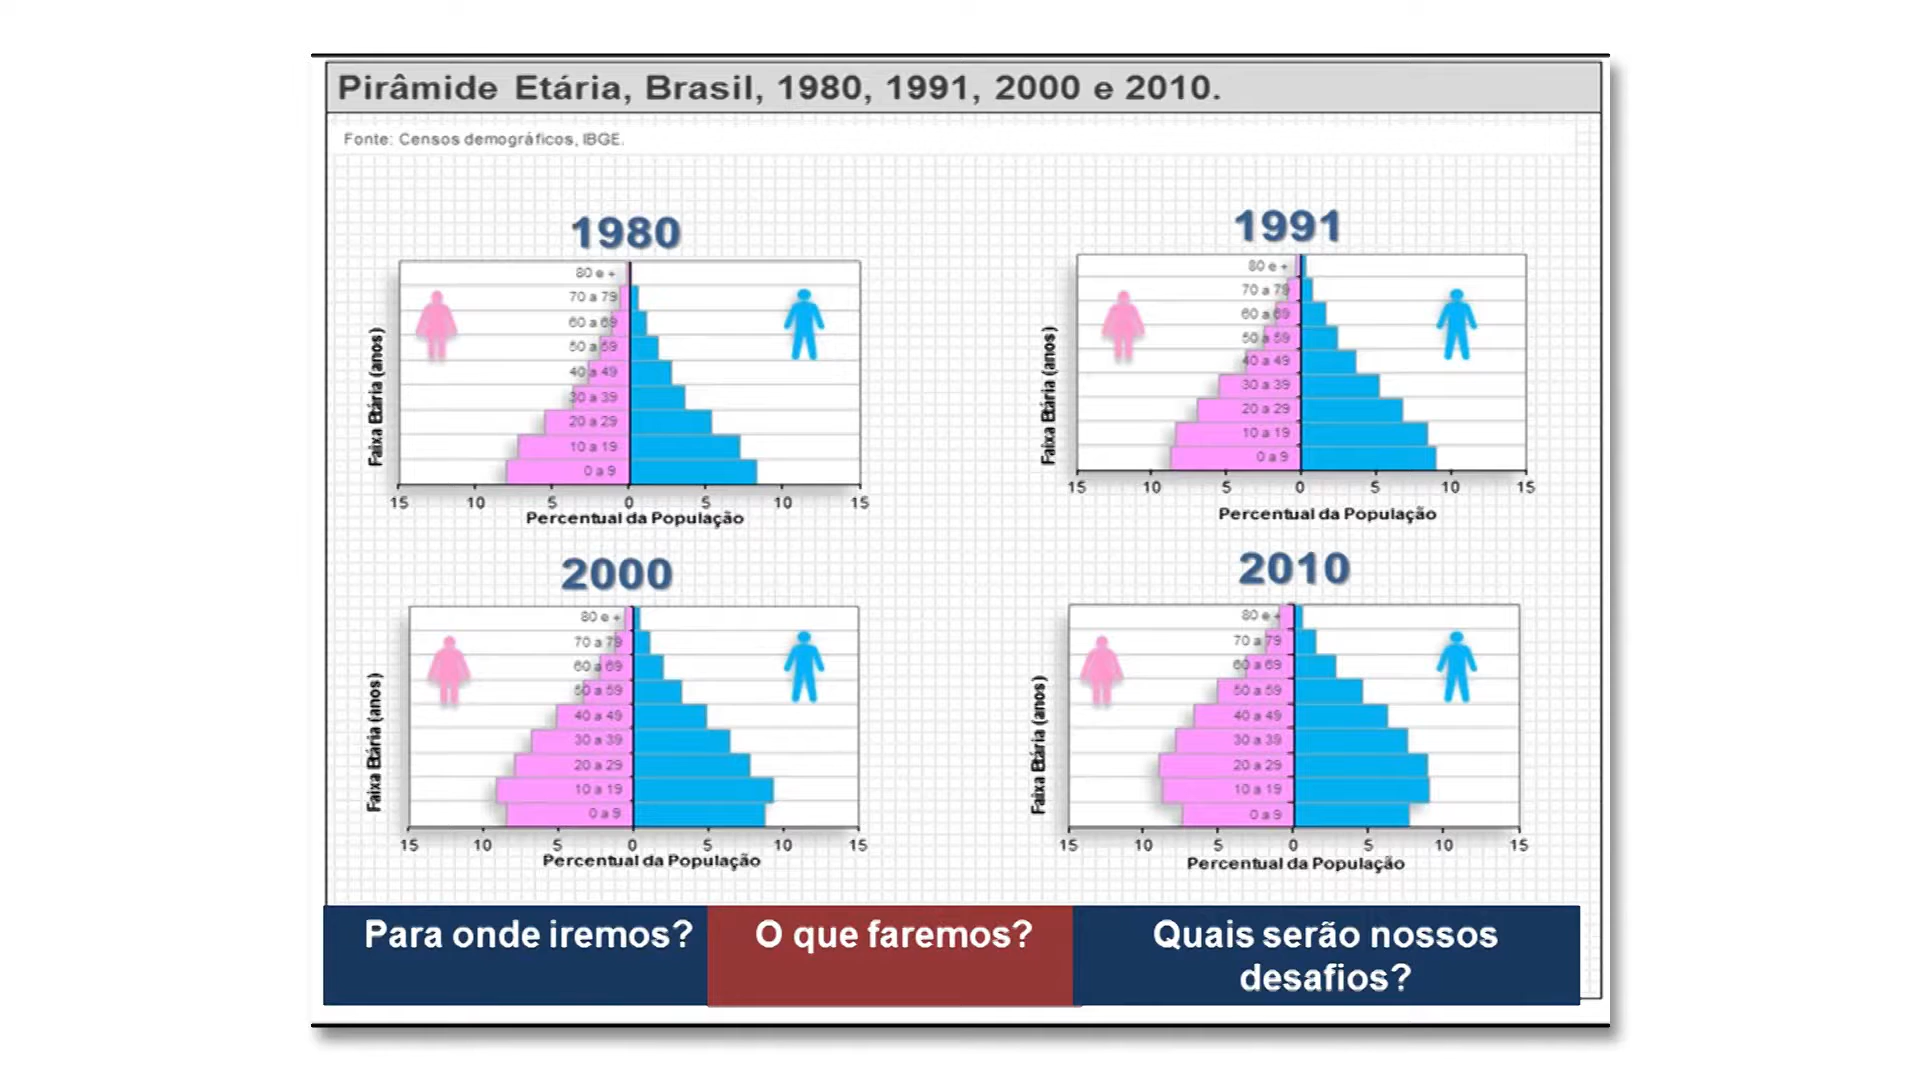 Pirâmide Etária, Brasil, 1980, 1991, 2000 e 2010.
Fonte: Censos demográficos, IBGE.
1980
Faixa Etária (anos)
80 e +
70 a 79
60 a 69
50 a 59
40 a 49
30 a 39
20 a 29
10 a 19
0 a 9
15 10 5 0 5 10 15
Percentual da População
1991
Faixa Etária (anos)
80 e +
70 a 79
60 a 69
50 a 59
40 a 49
30 a 39
20 a 29
10 a 19
0 a 9
15 10 5 0 5 10 15
Percentual da População
2000
Faixa Etária (anos)
80 e +
70 a 79
60 a 69
50 a 59
40 a 49
30 a 39
20 a 29
10 a 19
0 a 9
15 10 5 0 5 10 15
Percentual da População
2010
Faixa Etária (anos)
80 e +
70 a 79
60 a 69
50 a 59
40 a 49
30 a 39
20 a 29
10 a 19
0 a 9
15 10 5 0 5 10 15
Percentual da População
Para onde iremos?
O que faremos?
Quais serão nossos
desafios?